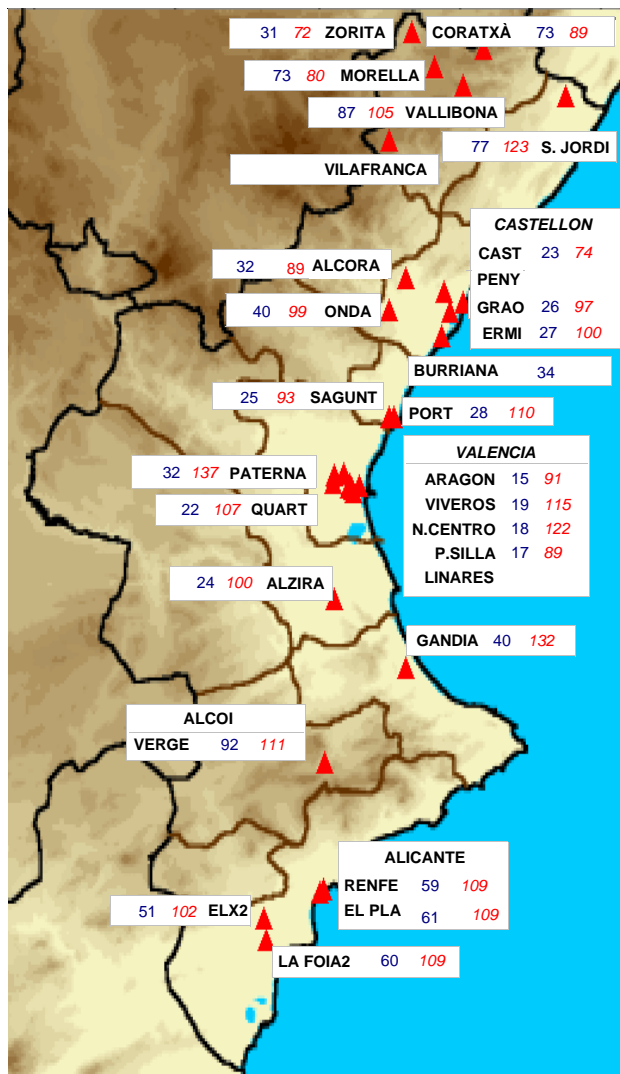 31 72 ZORITA
CORATXÀ 73 89
73 80 MORELLA
87 105 VALLIBONA
77 123 S. JORDI
VILAFRANCA
CASTELLON
CAST 23 74
PENY
GRAO 26 97
ERMI 27 100
32 89 ALCORA
40 99 ONDA
BURRIANA 34
25 93 SAGUNT
PORT 28 110
VALENCIA
ARAGON 15 91
VIVEROS 19 115
N.CENTRO 18 122
P.SILLA 17 89
LINARES
32 137 PATERNA
22 107 QUART
24 100 ALZIRA
GANDIA 40 132
ALCOI
VERGE 92 111
ALICANTE
RENFE 59 109
EL PLA 61 109
51 102 ELX2
LA FOIA2 60 109